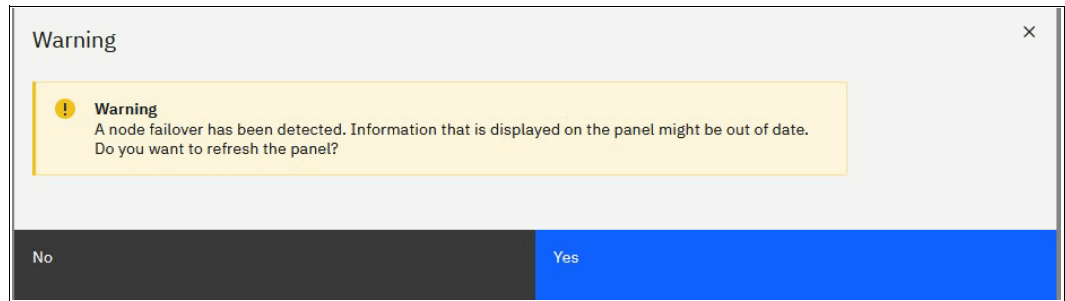 Warning
Warning
A node failover has been detected. Information that is displayed on the panel might be out of date.
Do you want to refresh the panel?
No
Yes